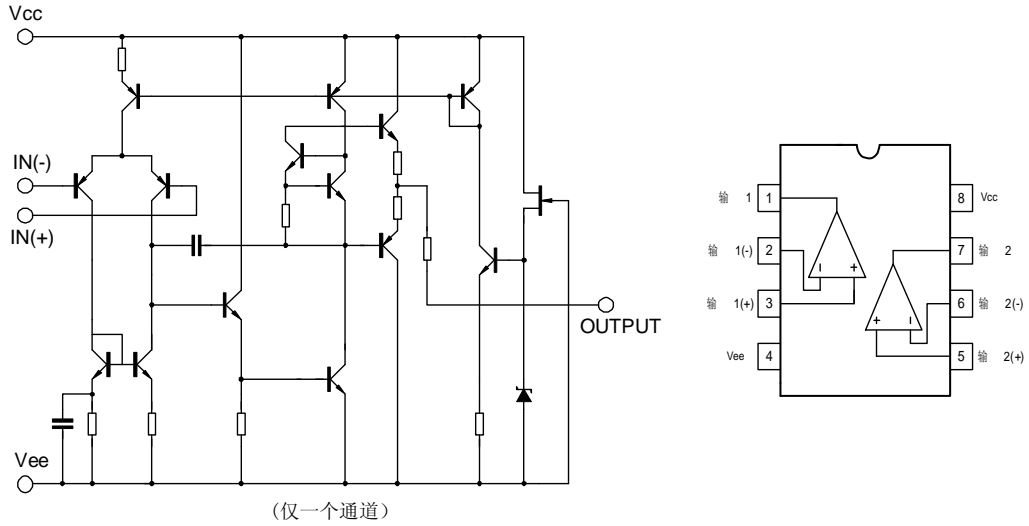 Vcc
IN(-)
IN(+)
OUTPUT
Vee
(仅一个通道)
输 1 1
输 1(-) 2
输 1(+) 3
Vee 4
8 Vcc
7 输 2
6 输 2(-)
5 输 2(+)
- +
+ -